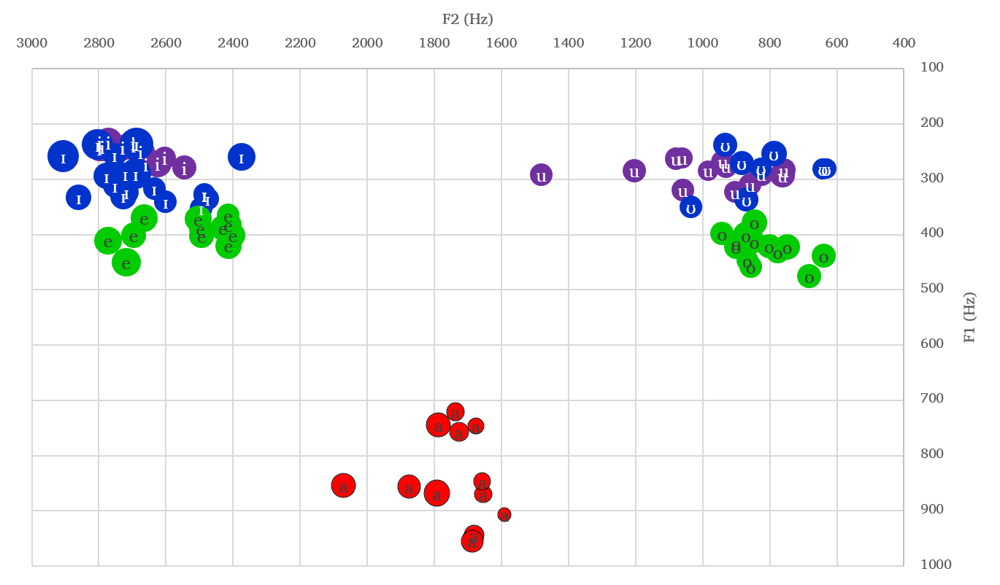 F2 (Hz)
3000 2800 2600 2400 2200 2000 1800 1600 1400 1200 1000 800 600 400
100
200
300
400
500
600
700
800
900
1000
F1 (Hz)
i i i i i i i i i i
ɪ ɪ ɪ ɪ ɪ ɪ ɪ ɪ ɪ ɪ ɪ ɪ ɪ ɪ ɪ ɪ
e e e e e e e e e e e e e
u u u u u u u u u u u u u u
ʊ ʊ ʊ ʊ ʊ ʊ ʊ ʊ
o o o o o o o o o o o o o o
a a a a a a a a a a a a